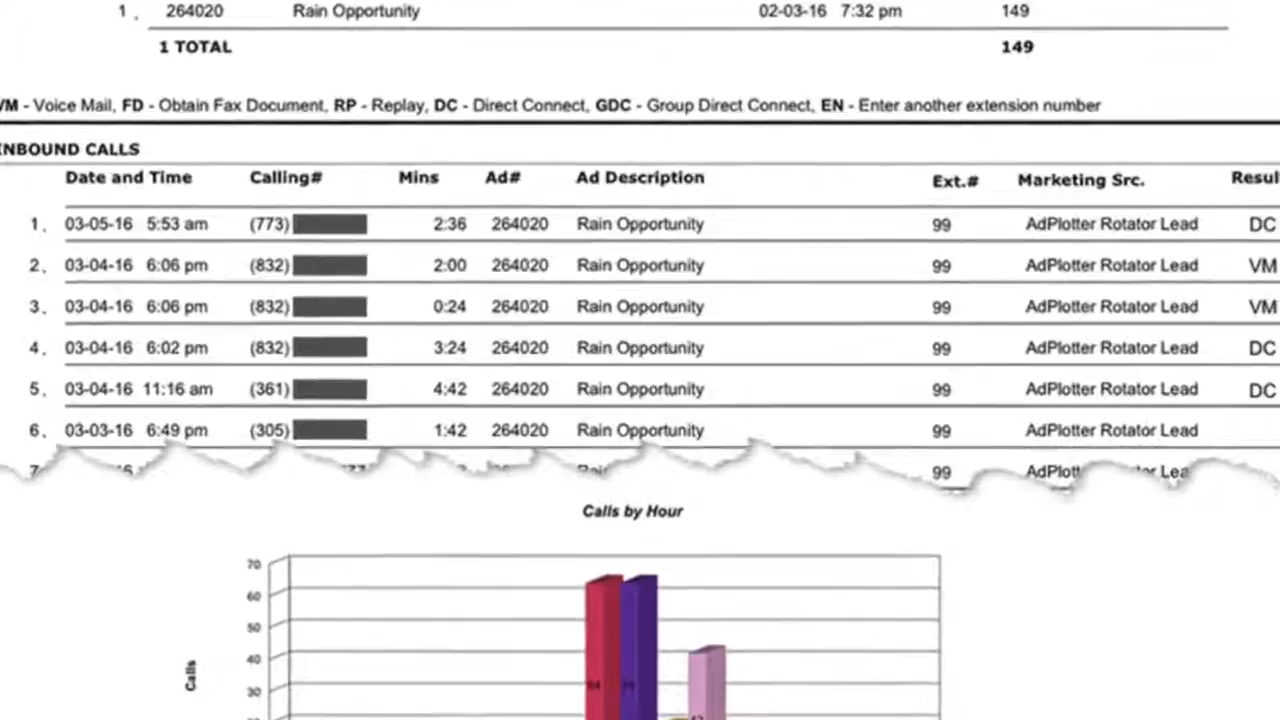 1. 264020 Rain Opportunity 02-03-16 7:32 pm 149
1 TOTAL 149
VM - Voice Mail, FD - Obtain Fax Document, RP - Replay, DC - Direct Connect, GDC - Group Direct Connect, EN - Enter another extension number
INBOUND CALLS
Date and Time Calling# Mins Ad# Ad Description Ext.# Marketing Src. Resul
1. 03-05-16 5:53 am (773) 2:36 264020 Rain Opportunity 99 AdPlotter Rotator Lead DC
2. 03-04-16 6:06 pm (832) 2:00 264020 Rain Opportunity 99 AdPlotter Rotator Lead VM
3. 03-04-16 6:06 pm (832) 0:24 264020 Rain Opportunity 99 AdPlotter Rotator Lead VM
4. 03-04-16 6:02 pm (832) 3:24 264020 Rain Opportunity 99 AdPlotter Rotator Lead DC
5. 03-04-16 11:16 am (361) 4:42 264020 Rain Opportunity 99 AdPlotter Rotator Lead DC
6. 03-03-16 6:49 pm (305) 1:42 264020 Rain Opportunity 99 AdPlotter Rotator Lead
99
Calls by Hour
70
60
50
40
30
Calls